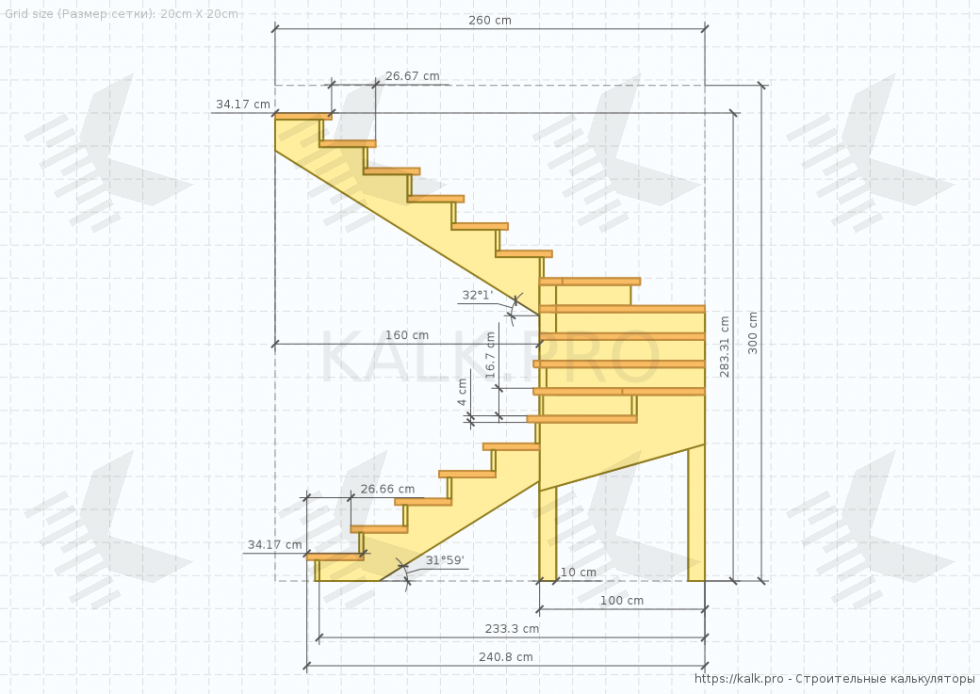 Grid size (Размер сетки): 20cm X 20cm
260 cm
26.67 cm
34.17 cm
32°1'
160 cm
16.7 cm
4 cm
283.31 cm
300 cm
KALK.PRO
26.66 cm
34.17 cm
31°59'
10 cm
100 cm
233.3 cm
240.8 cm
https://kalk.pro - Строительные калькуляторы